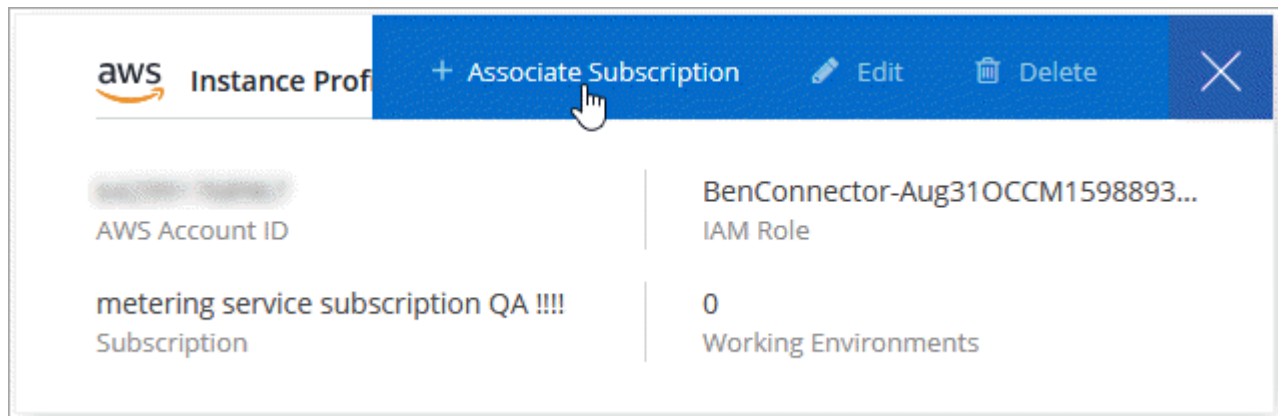 aws Instance Prof
+ Associate Subscription Edit Delete
AWS Account ID
BenConnector-Aug31OCCM1598893...
IAM Role
metering service subscription QA !!!!
Subscription
0
Working Environments